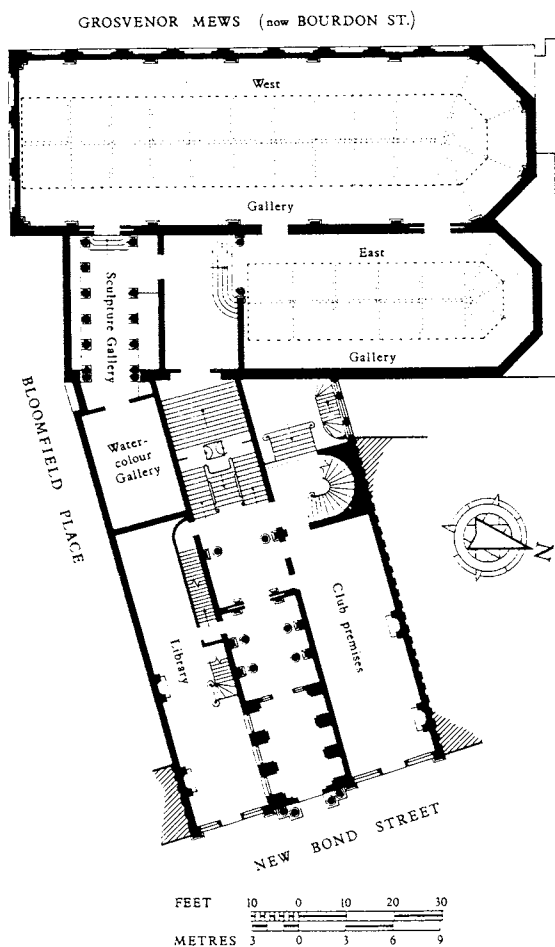 GROSVENOR MEWS (now BOURDON ST.)
West
Gallery
East
Gallery
Sculpture Gallery
Water-
colour
Gallery
BLOOMFIELD PLACE
Library
Club premises
N
NEW BOND STREET
FEET 10 0 10 20 30
METRES 3 0 3 6 9